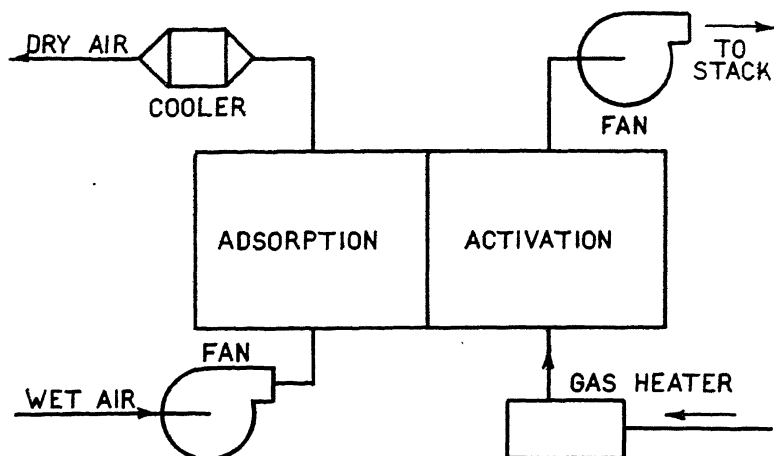 DRY AIR
COOLER
TO
STACK
FAN
ADSORPTION
ACTIVATION
FAN
WET AIR
GAS HEATER